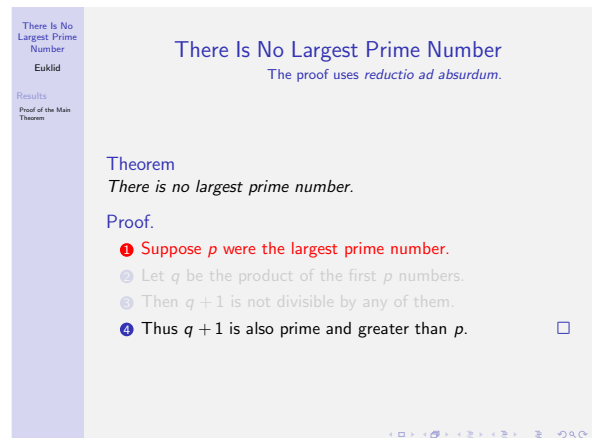 There Is No
Largest Prime
Number
Euklid
Results
Proof of the Main
Theorem
There Is No Largest Prime Number
The proof uses reductio ad absurdum.
Theorem
There is no largest prime number.
Proof.
1 Suppose p were the largest prime number.
2 Let q be the product of the first p numbers.
3 Then q + 1 is not divisible by any of them.
4 Thus q + 1 is also prime and greater than p. □